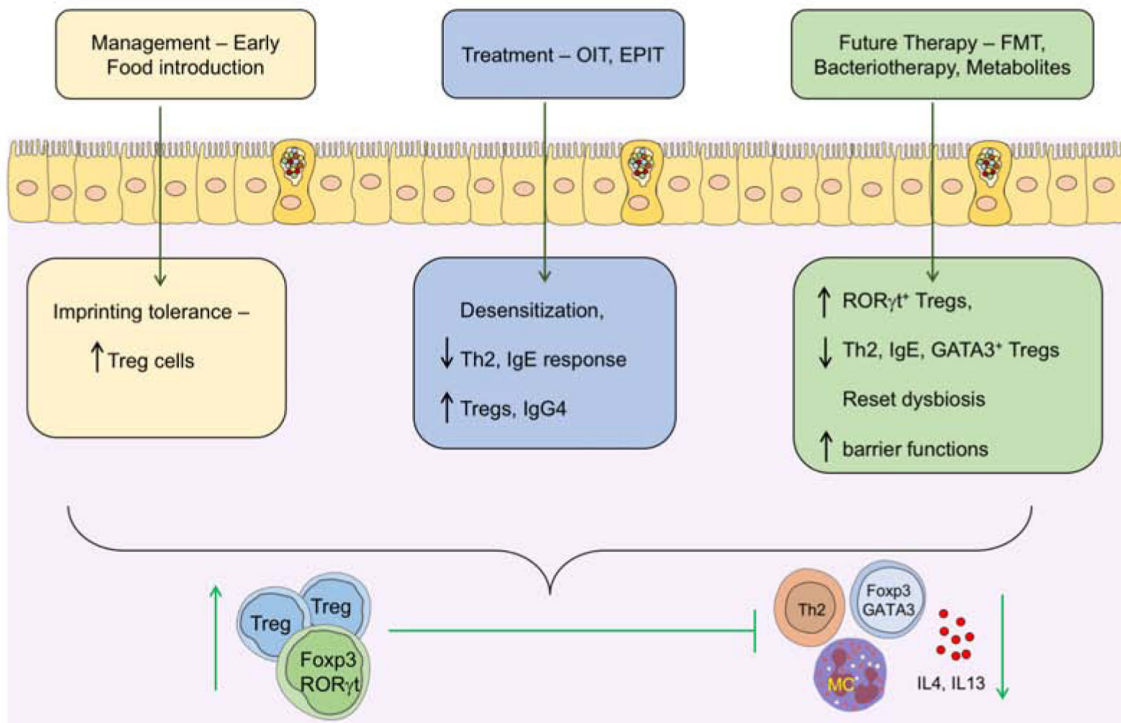 Management – Early
Food introduction
Treatment – OIT, EPIT
Future Therapy – FMT,
Bacteriotherapy, Metabolites
Imprinting tolerance –
↑ Treg cells
Desensitization,
↓ Th2, IgE response
↑ Tregs, IgG4
↑ RORγt⁺ Tregs,
↓ Th2, IgE, GATA3⁺ Tregs
Reset dysbiosis
↑ barrier functions
Treg
Treg
Foxp3
RORγt
Th2
Foxp3
GATA3
MC
IL4, IL13